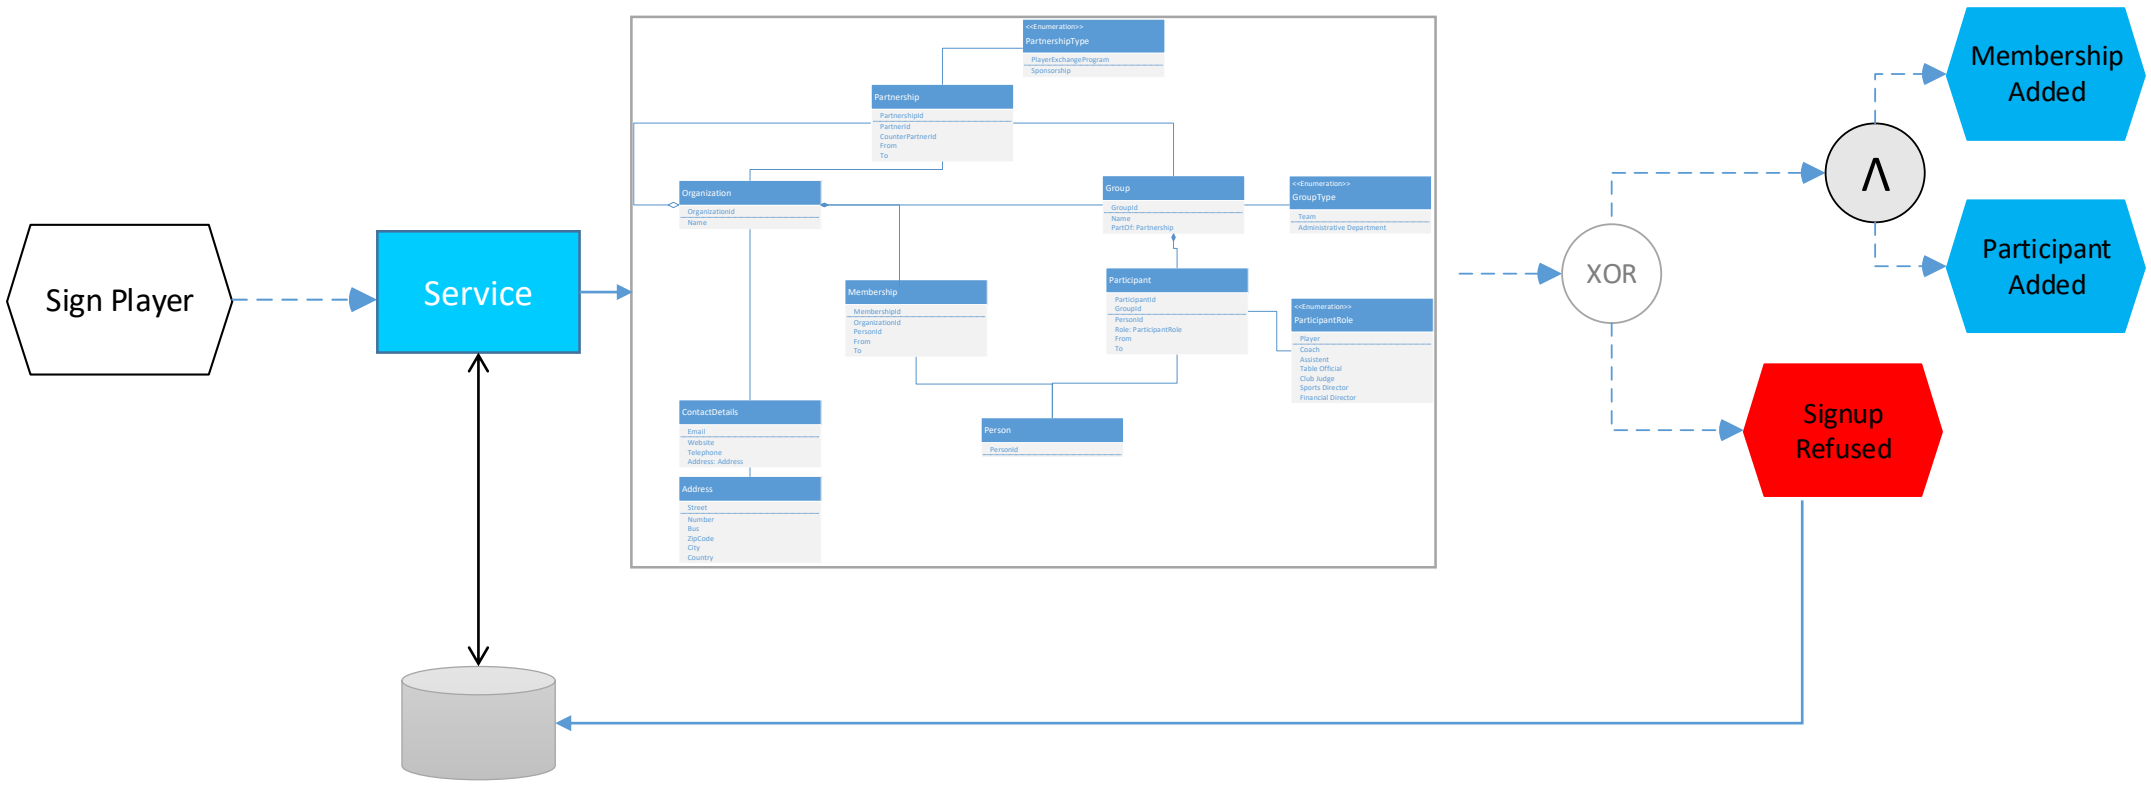 Sign Player
Service
<<Enumeration>>
PartnershipType
PlayerExchangeProgram
Sponsorship
Partnership
PartnershipId
PartnerId
CounterPartnerId
From
To
Organization
OrganizationId
Name
Group
GroupId
Name
PartOf: Partnership
<<Enumeration>>
GroupType
Team
Administrative Department
Membership
MembershipId
OrganizationId
PersonId
From
To
Participant
ParticipantId
GroupId
PersonId
Role: ParticipantRole
From
To
<<Enumeration>>
ParticipantRole
Player
Coach
Assistent
Table Official
Club Judge
Sports Director
Financial Director
ContactDetails
Email
Website
Telephone
Address: Address
Person
PersonId
Address
Street
Number
Bus
ZipCode
City
Country
XOR
Λ
Membership
Added
Participant
Added
Signup
Refused